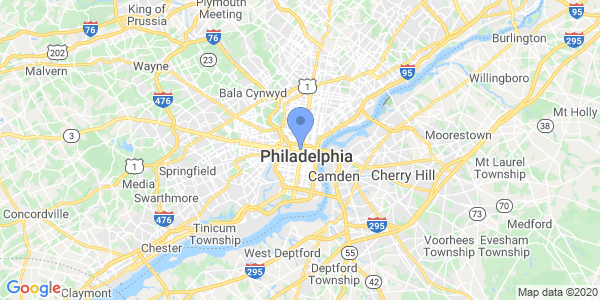 King of
Prussia
Plymouth
Meeting
76
76
1
95
Burlington
295
202
Malvern
Wayne
23
Willingboro
476
Bala Cynwyd
Mt Holly
Moorestown
1
Springfield
Philadelphia
Camden
Cherry Hill
Mt Laurel
Township
Media
Swarthmore
Concordville
476
Tinicum
Township
73
70
Medford
295
Chester
West Deptford
55
Voorhees
Township
Evesham
Township
295
Deptford
Township
42
Claymont
Google
Map data ©2020